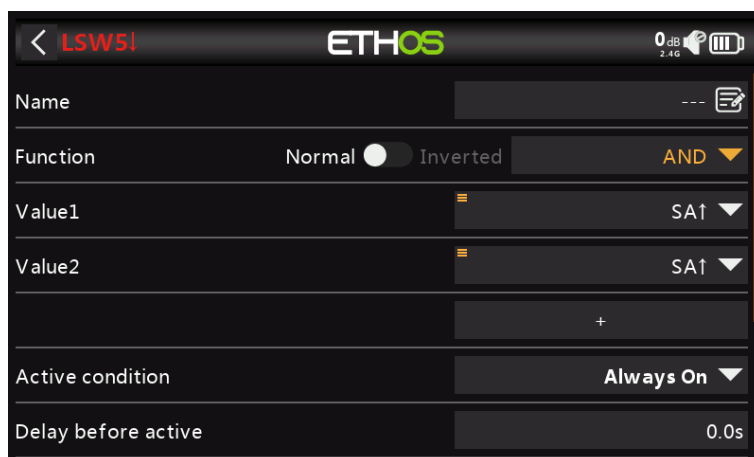 LSW5↓ ETHOS 0dB 2.4G
Name ---
Function Normal Inverted AND
Value1 SA↑
Value2 SA↑
+
Active condition Always On
Delay before active 0.0s